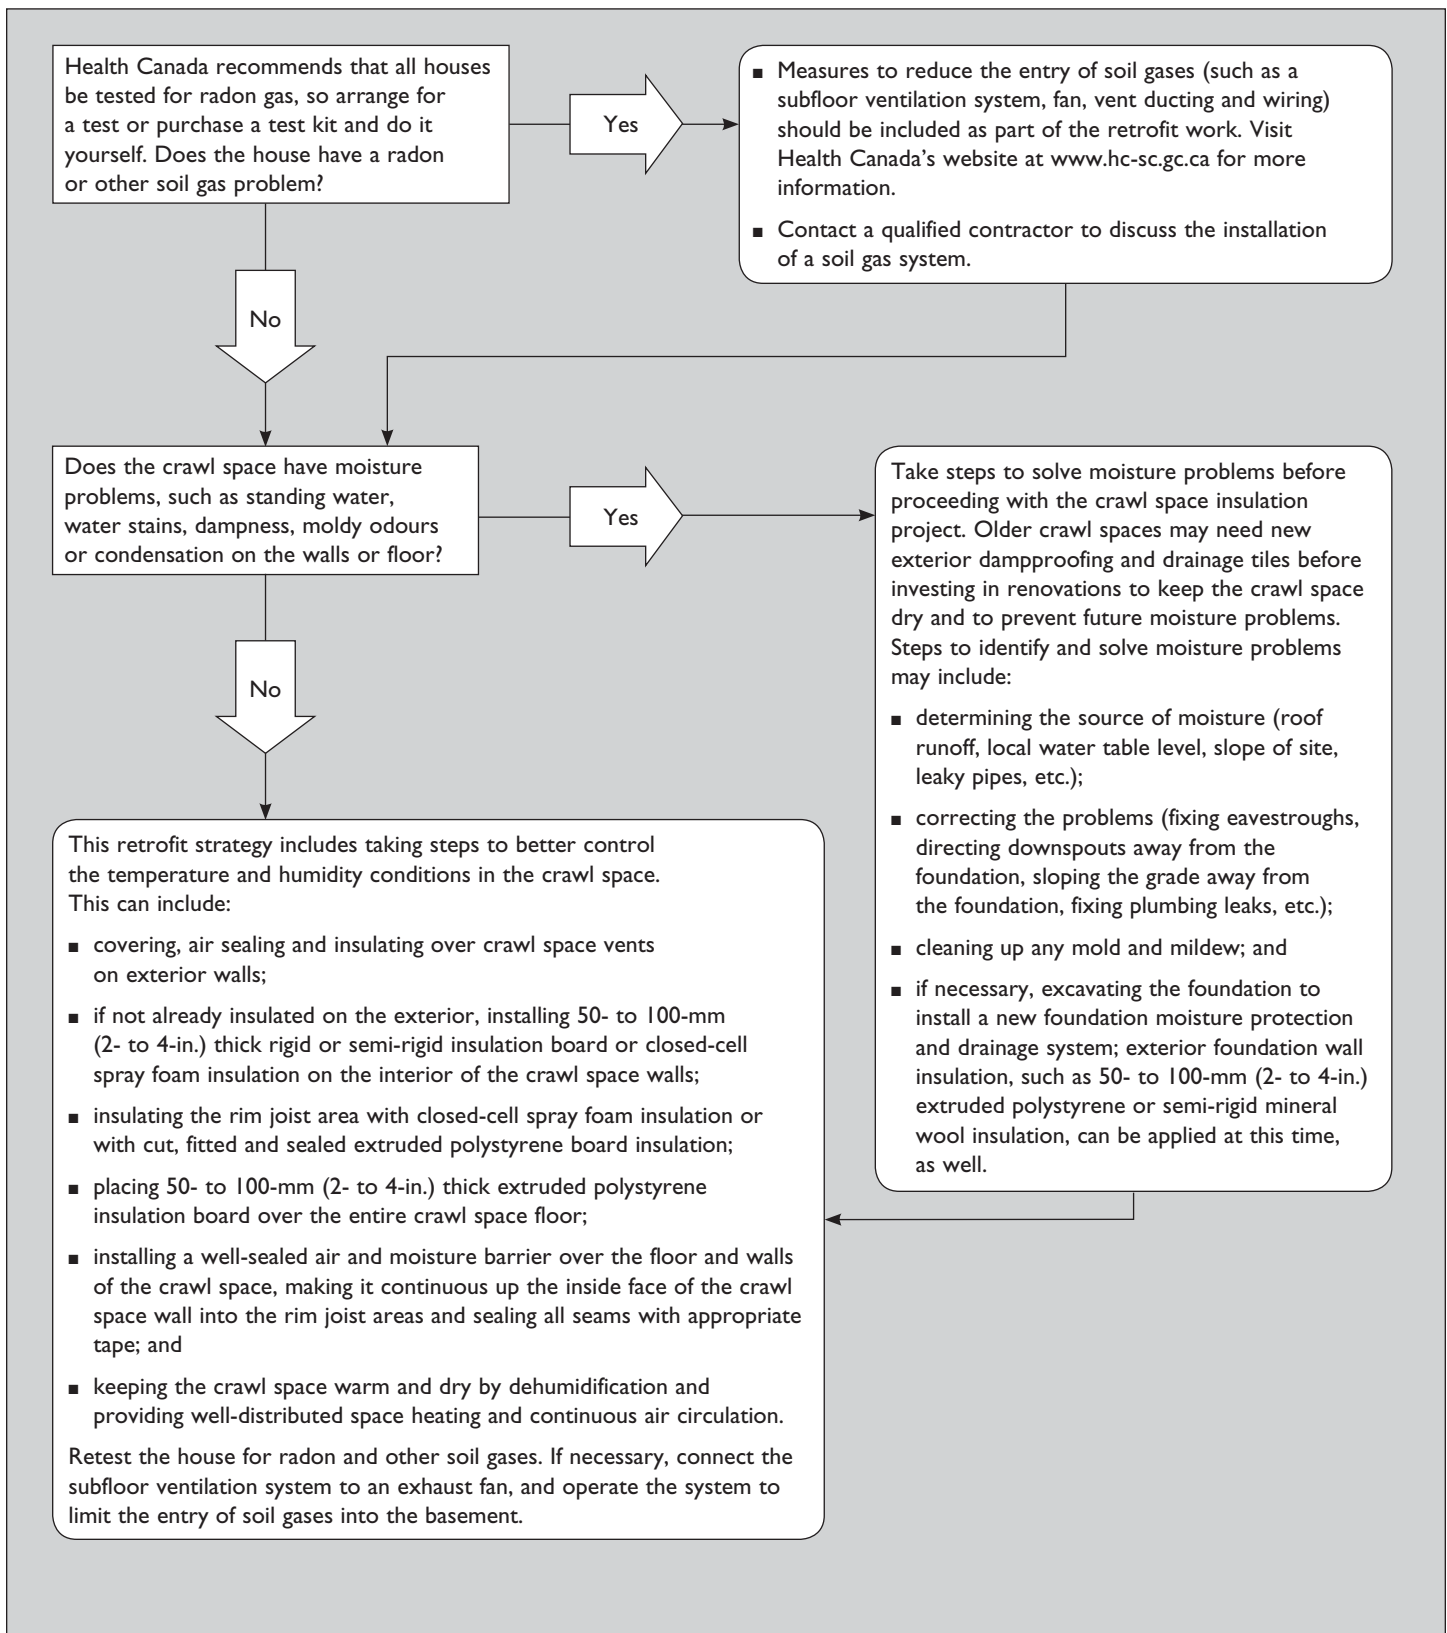 Health Canada recommends that all houses
be tested for radon gas, so arrange for
a test or purchase a test kit and do it
yourself. Does the house have a radon
or other soil gas problem?
Yes
■ Measures to reduce the entry of soil gases (such as a
subfloor ventilation system, fan, vent ducting and wiring)
should be included as part of the retrofit work. Visit
Health Canada's website at www.hc-sc.gc.ca for more
information.
■ Contact a qualified contractor to discuss the installation
of a soil gas system.
No
Does the crawl space have moisture
problems, such as standing water,
water stains, dampness, moldy odours
or condensation on the walls or floor?
Yes
Take steps to solve moisture problems before
proceeding with the crawl space insulation
project. Older crawl spaces may need new
exterior dampproofing and drainage tiles before
investing in renovations to keep the crawl space
dry and to prevent future moisture problems.
Steps to identify and solve moisture problems
may include:
■ determining the source of moisture (roof
runoff, local water table level, slope of site,
leaky pipes, etc.);
■ correcting the problems (fixing eavestroughs,
directing downspouts away from the
foundation, sloping the grade away from
the foundation, fixing plumbing leaks, etc.);
■ cleaning up any mold and mildew; and
■ if necessary, excavating the foundation to
install a new foundation moisture protection
and drainage system; exterior foundation wall
insulation, such as 50- to 100-mm (2- to 4-in.)
extruded polystyrene or semi-rigid mineral
wool insulation, can be applied at this time,
as well.
No
This retrofit strategy includes taking steps to better control
the temperature and humidity conditions in the crawl space.
This can include:
■ covering, air sealing and insulating over crawl space vents
on exterior walls;
■ if not already insulated on the exterior, installing 50- to 100-mm
(2- to 4-in.) thick rigid or semi-rigid insulation board or closed-cell
spray foam insulation on the interior of the crawl space walls;
■ insulating the rim joist area with closed-cell spray foam insulation or
with cut, fitted and sealed extruded polystyrene board insulation;
■ placing 50- to 100-mm (2- to 4-in.) thick extruded polystyrene
insulation board over the entire crawl space floor;
■ installing a well-sealed air and moisture barrier over the floor and walls
of the crawl space, making it continuous up the inside face of the crawl
space wall into the rim joist areas and sealing all seams with appropriate
tape; and
■ keeping the crawl space warm and dry by dehumidification and
providing well-distributed space heating and continuous air circulation.
Retest the house for radon and other soil gases. If necessary, connect the
subfloor ventilation system to an exhaust fan, and operate the system to
limit the entry of soil gases into the basement.